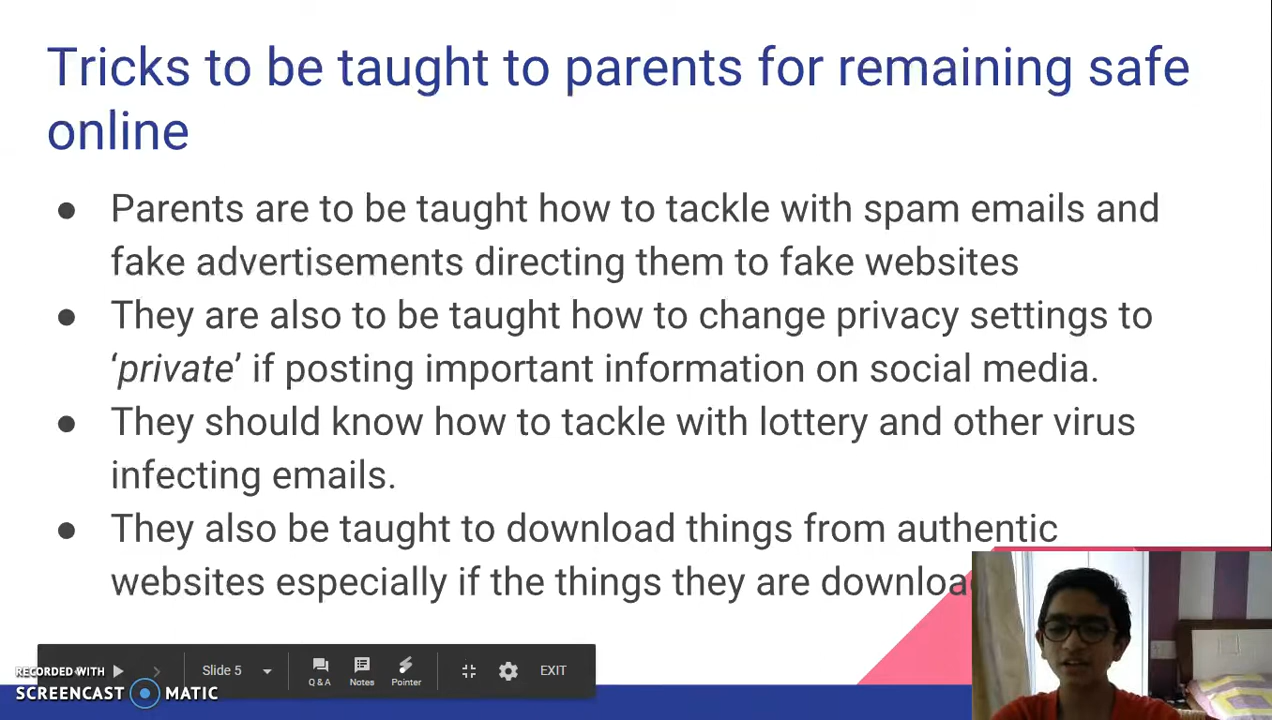 Tricks to be taught to parents for remaining safe
online
● Parents are to be taught how to tackle with spam emails and
fake advertisements directing them to fake websites
● They are also to be taught how to change privacy settings to
‘private’ if posting important information on social media.
● They should know how to tackle with lottery and other virus
infecting emails.
● They also be taught to download things from authentic
websites especially if the things they are downloa
Slide 5
Q & A Notes Pointer
EXIT
RECORDED WITH
SCREENCAST MATIC